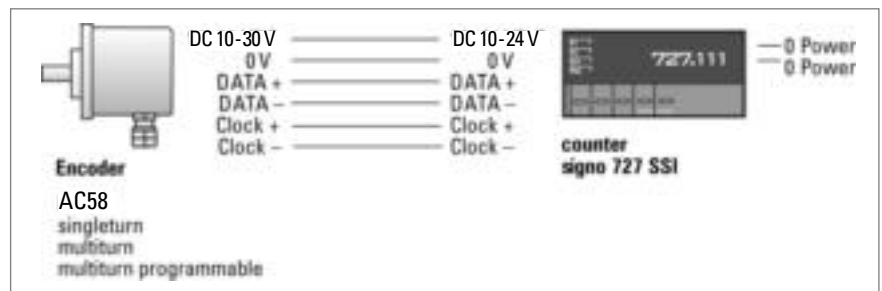 DC 10-30 V DC 10-24 V
0 V 0 V
DATA + DATA +
DATA – DATA –
Clock + Clock +
Clock – Clock –
727.111
0 Power
0 Power
Encoder
AC58
singleturn
multiturn
multiturn programmable
counter
signo 727 SSI